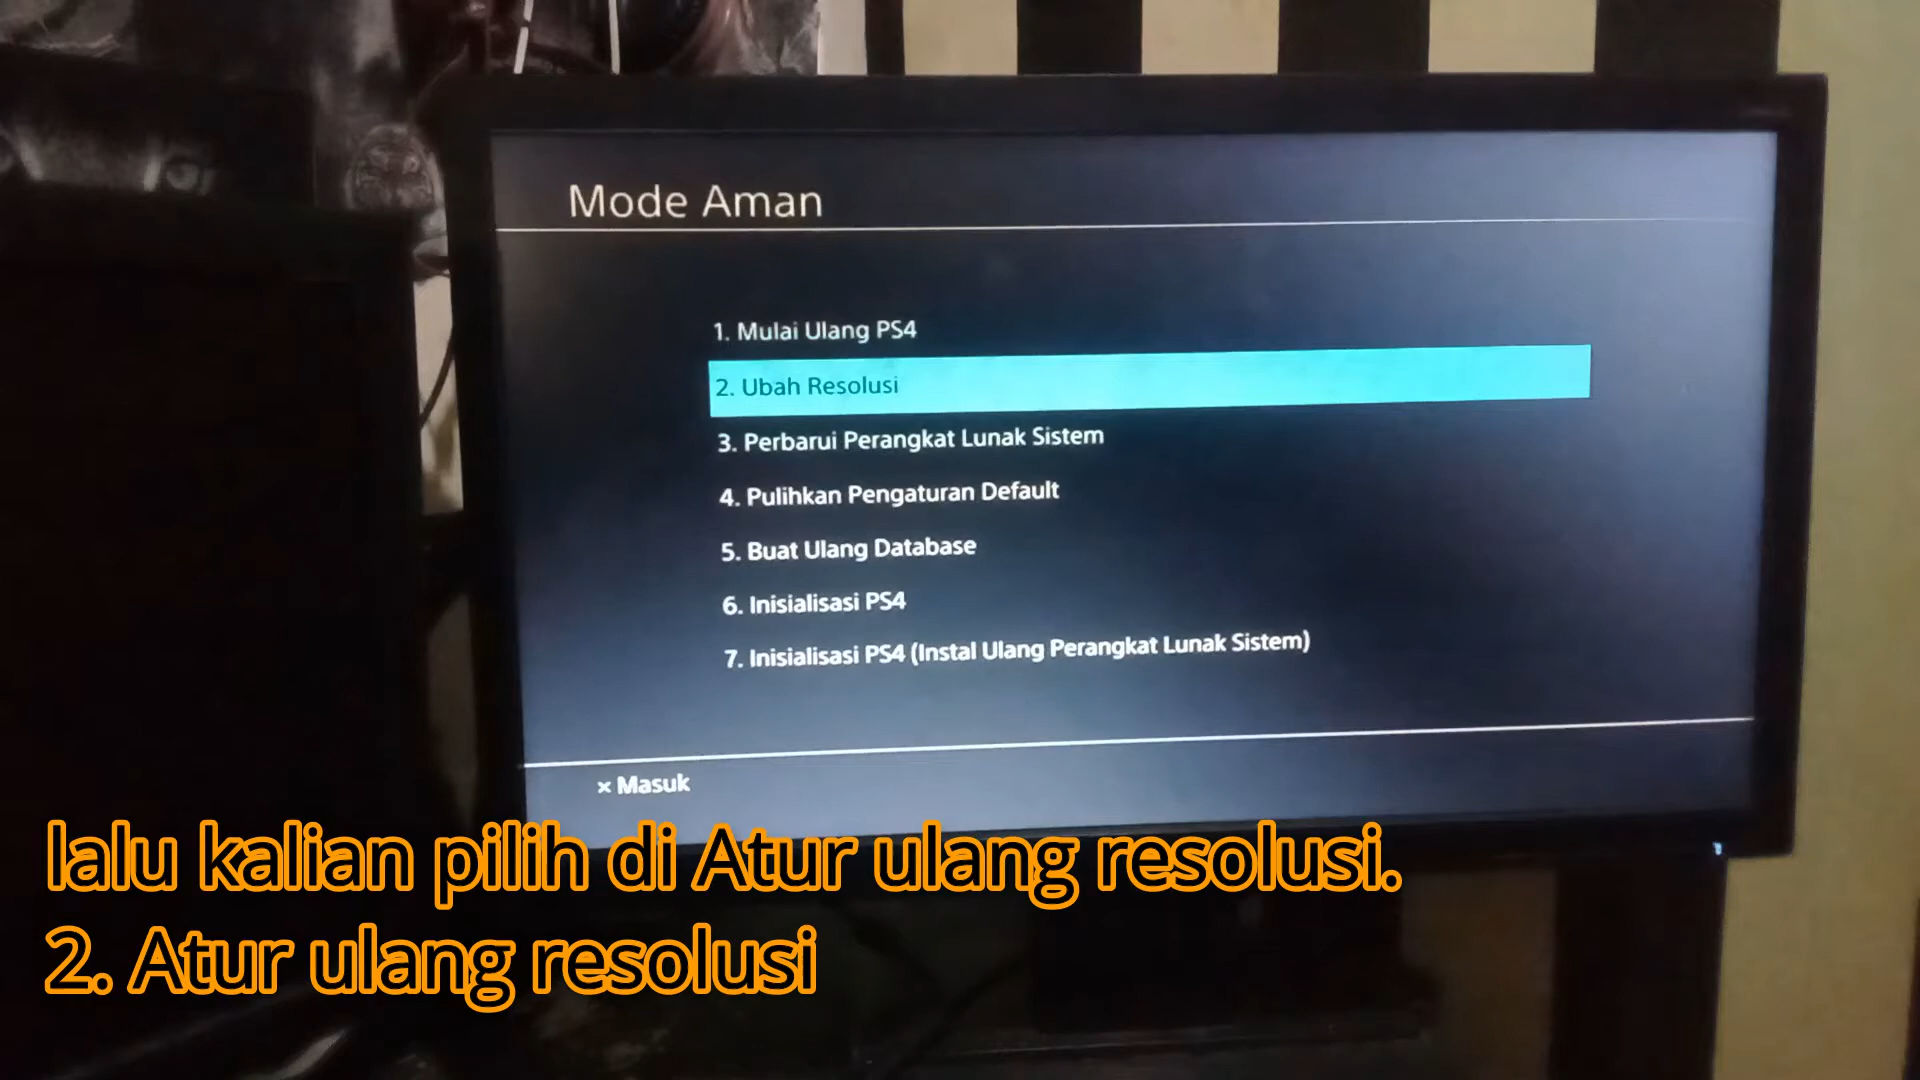 Mode Aman
1. Mulai Ulang PS4
2. Ubah Resolusi
3. Perbarui Perangkat Lunak Sistem
4. Pulihkan Pengaturan Default
5. Buat Ulang Database
6. Inisialisasi PS4
7. Inisialisasi PS4 (Instal Ulang Perangkat Lunak Sistem)
× Masuk
lalu kalian pilih di Atur ulang resolusi.
2. Atur ulang resolusi